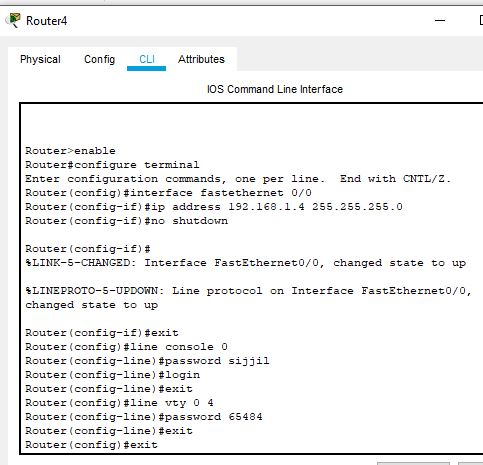 Router4
Physical Config CLI Attributes
IOS Command Line Interface
Router>enable
Router#configure terminal
Enter configuration commands, one per line.  End with CNTL/Z.
Router(config)#interface fastethernet 0/0
Router(config-if)#ip address 192.168.1.4 255.255.255.0
Router(config-if)#no shutdown
Router(config-if)#
%LINK-5-CHANGED: Interface FastEthernet0/0, changed state to up
%LINEPROTO-5-UPDOWN: Line protocol on Interface FastEthernet0/0,
changed state to up
Router(config-if)#exit
Router(config)#line console 0
Router(config-line)#password sijjil
Router(config-line)#login
Router(config-line)#exit
Router(config)#line vty 0 4
Router(config-line)#password 65484
Router(config-line)#exit
Router(config)#exit